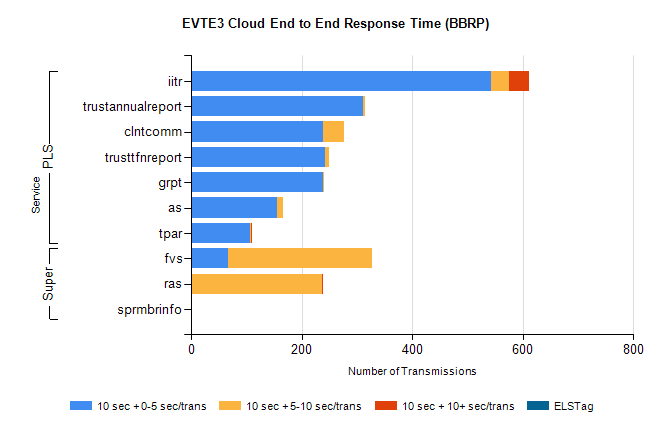 EVTE3 Cloud End to End Response Time (BBRP)
iitr
trustannualreport
clntcomm
trusttfnreport
grpt
as
tpar
fvs
ras
sprmbrinfo
PLS
Service
Super
0 200 400 600 800
Number of Transmissions
10 sec +0-5 sec/trans 10 sec +5-10 sec/trans 10 sec + 10+ sec/trans ELSTag